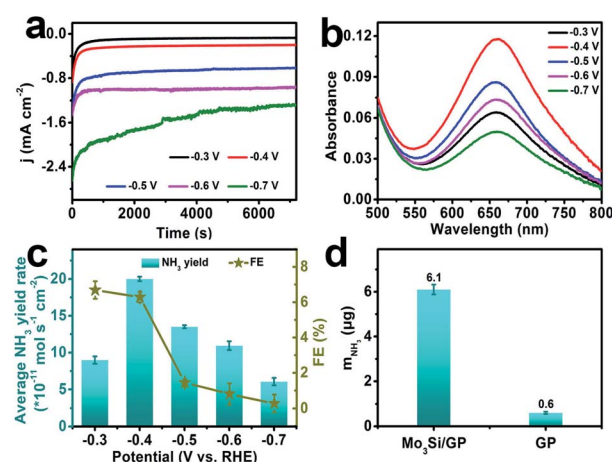 a
0.0
-0.8
-1.6
-2.4
j (mA cm⁻²)
-0.3 V
-0.4 V
-0.5 V
-0.6 V
-0.7 V
0
2000
4000
6000
Time (s)
b
0.12
0.09
0.06
0.03
0.00
Absorbance
-0.3 V
-0.4 V
-0.5 V
-0.6 V
-0.7 V
500
550
600
650
700
750
800
Wavelength (nm)
c
NH₃ yield
FE
20
15
10
5
0
Average NH₃ yield rate
(*10⁻¹¹ mol s⁻¹ cm⁻²)
8
6
4
2
0
FE (%)
-0.3
-0.4
-0.5
-0.6
-0.7
Potential (V vs. RHE)
d
9
6
3
0
m_NH₃ (μg)
6.1
0.6
Mo₃Si/GP
GP